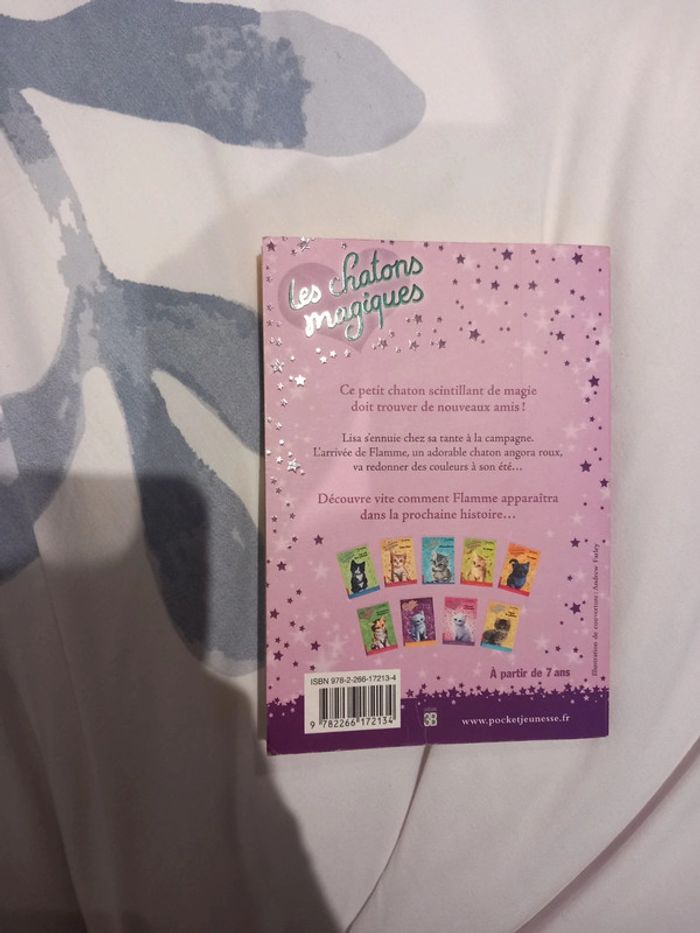 Les chatons
magiques
Ce petit chaton scintillant de magie
doit trouver de nouveaux amis !
Lisa s'ennuie chez sa tante à la campagne.
L'arrivée de Flamme, un adorable chaton angora roux,
va redonner des couleurs à son été...
Découvre vite comment Flamme apparaîtra
dans la prochaine histoire...
Illustration de couverture : Andrew Farley
À partir de 7 ans
ISBN 978-2-266-17213-4
9 782266 172134
www.pocketjeunesse.fr